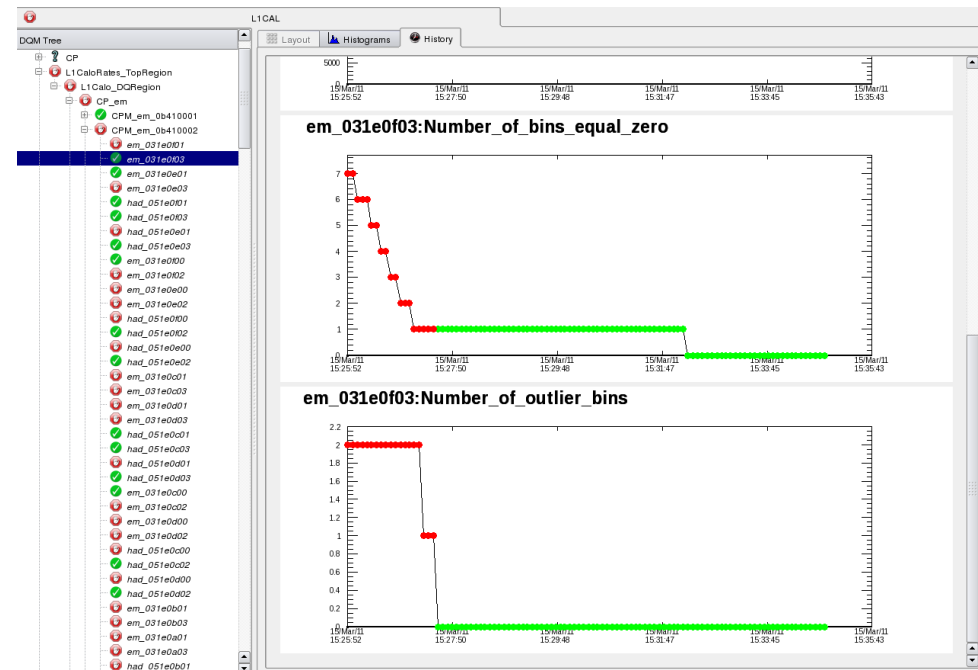 L1CAL
DQM Tree
Layout
Histograms
History
CP
L1CaloRates_TopRegion
L1Calo_DQRegion
CP_em
CPM_em_0b410001
CPM_em_0b410002
em_031e0f01
em_031e0f03
em_031e0e01
em_031e0e03
had_051e0f01
had_051e0f03
had_051e0e01
had_051e0e03
em_031e0f00
em_031e0f02
em_031e0e00
em_031e0e02
had_051e0f00
had_051e0f02
had_051e0e00
had_051e0e02
em_031e0c01
em_031e0c03
em_031e0d01
em_031e0d03
had_051e0c01
had_051e0c03
had_051e0d01
had_051e0d03
em_031e0c00
em_031e0c02
em_031e0d00
em_031e0d02
had_051e0c00
had_051e0c02
had_051e0d00
had_051e0d02
em_031e0b01
em_031e0b03
em_031e0a01
em_031e0a03
had_051e0b01
5000
0
15/Mar/11 15/Mar/11 15/Mar/11 15/Mar/11 15/Mar/11 15/Mar/11
15:25:52 15:27:50 15:29:48 15:31:47 15:33:45 15:35:43
em_031e0f03:Number_of_bins_equal_zero
7
6
5
4
3
2
1
0
15/Mar/11 15/Mar/11 15/Mar/11 15/Mar/11 15/Mar/11 15/Mar/11
15:25:52 15:27:50 15:29:48 15:31:47 15:33:45 15:35:43
em_031e0f03:Number_of_outlier_bins
2.2
2
1.8
1.6
1.4
1.2
1
0.8
0.6
0.4
0.2
0
15/Mar/11 15/Mar/11 15/Mar/11 15/Mar/11 15/Mar/11 15/Mar/11
15:25:52 15:27:50 15:29:48 15:31:47 15:33:45 15:35:43